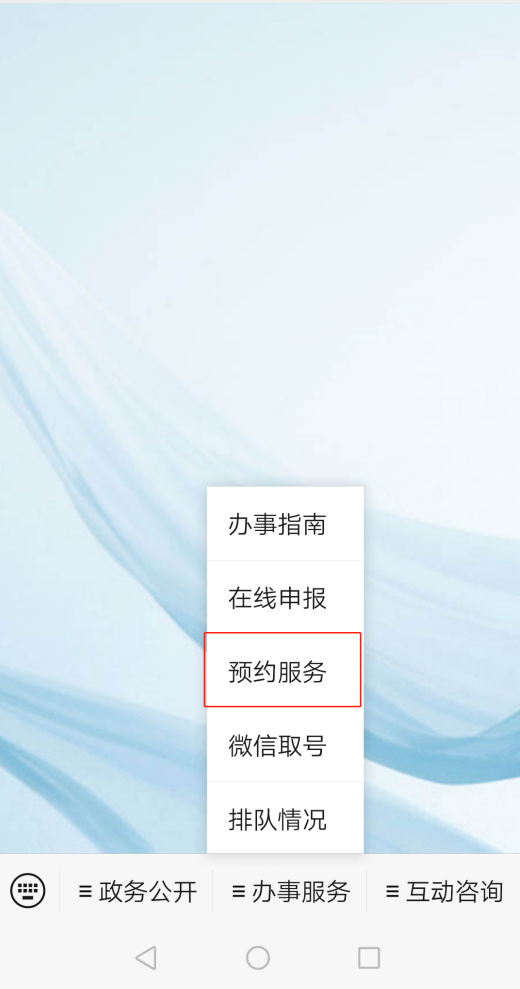 办事指南
在线申报
预约服务
微信取号
排队情况
政务公开 办事服务 互动咨询